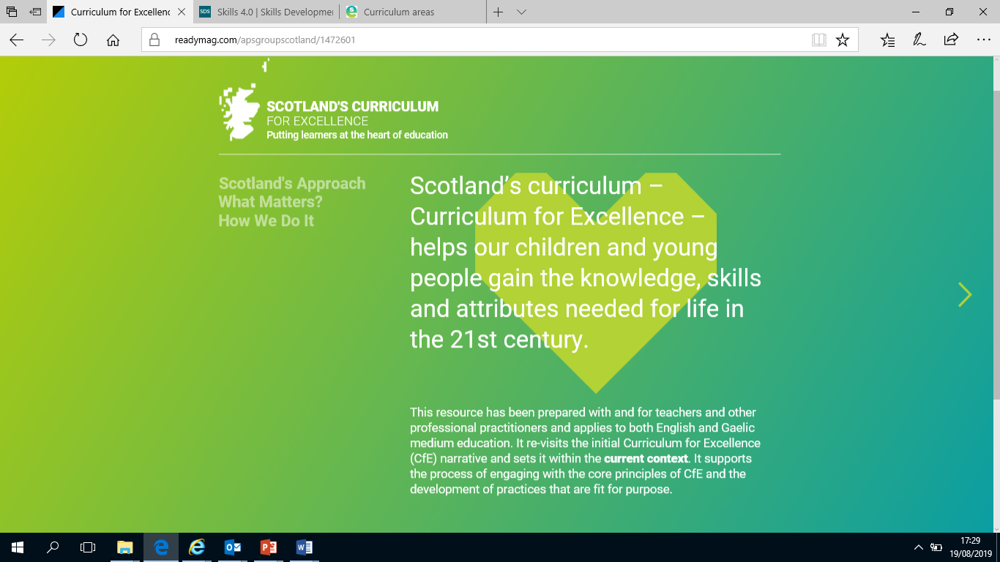 Curriculum for Excellenc
SDS
Skills 4.0 | Skills Developmen
Curriculum areas
readymag.com/apsgroupscotland/1472601
SCOTLAND'S CURRICULUM
FOR EXCELLENCE
Putting learners at the heart of education
Scotland's Approach
What Matters?
How We Do It
Scotland’s curriculum –
Curriculum for Excellence –
helps our children and young
people gain the knowledge, skills
and attributes needed for life in
the 21st century.
This resource has been prepared with and for teachers and other
professional practitioners and applies to both English and Gaelic
medium education. It re-visits the initial Curriculum for Excellence
(CfE) narrative and sets it within the current context. It supports
the process of engaging with the core principles of CfE and the
development of practices that are fit for purpose.
17:29
19/08/2019